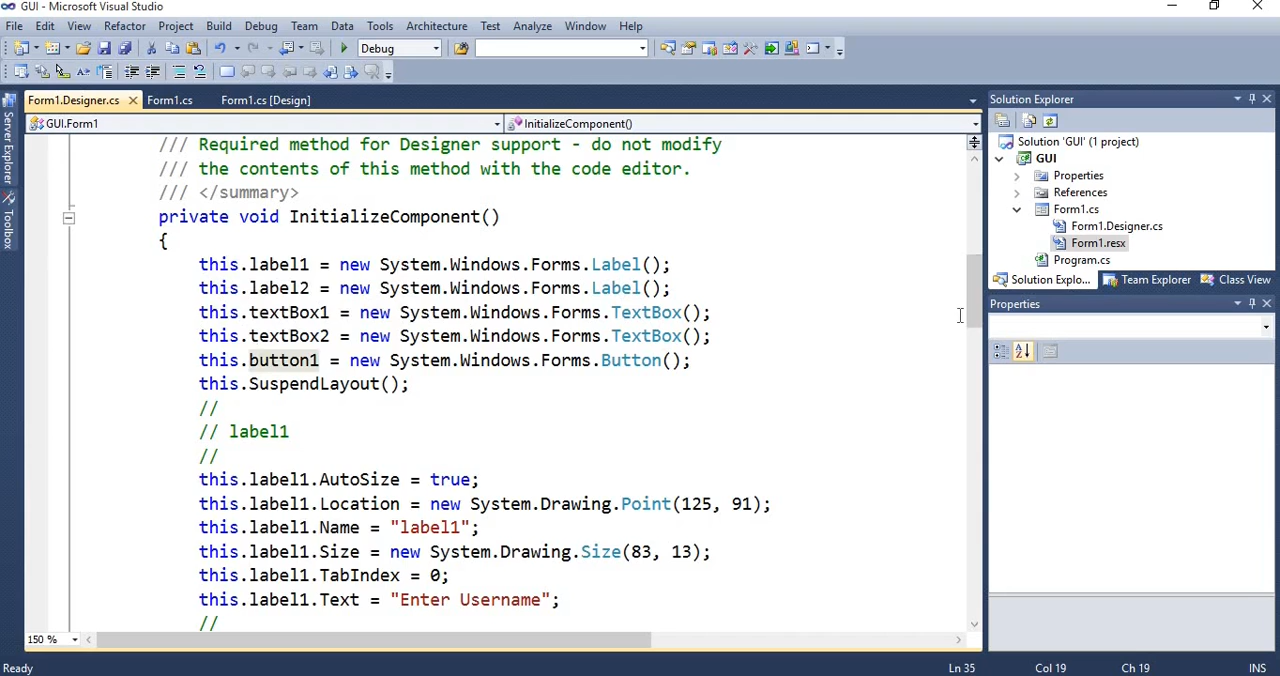 GUI - Microsoft Visual Studio
File Edit View Refactor Project Build Debug Team Data Tools Architecture Test Analyze Window Help
Debug
Form1.Designer.cs Form1.cs Form1.cs [Design]
GUI.Form1 InitializeComponent()
Server Explorer
Toolbox
/// Required method for Designer support - do not modify
/// the contents of this method with the code editor.
/// </summary>
private void InitializeComponent()
{
this.label1 = new System.Windows.Forms.Label();
this.label2 = new System.Windows.Forms.Label();
this.textBox1 = new System.Windows.Forms.TextBox();
this.textBox2 = new System.Windows.Forms.TextBox();
this.button1 = new System.Windows.Forms.Button();
this.SuspendLayout();
//
// label1
//
this.label1.AutoSize = true;
this.label1.Location = new System.Drawing.Point(125, 91);
this.label1.Name = "label1";
this.label1.Size = new System.Drawing.Size(83, 13);
this.label1.TabIndex = 0;
this.label1.Text = "Enter Username";
//
150 %
Solution Explorer
Solution 'GUI' (1 project)
GUI
Properties
References
Form1.cs
Form1.Designer.cs
Form1.resx
Program.cs
Solution Explo... Team Explorer Class View
Properties
Ready Ln 35 Col 19 Ch 19 INS